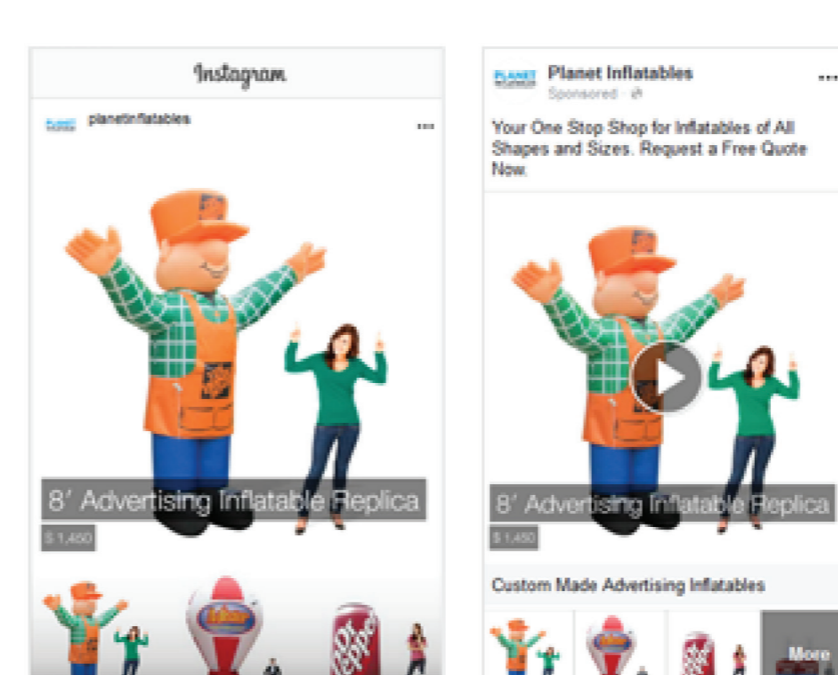 Instagram
planetinflatables
8' Advertising Inflatable Replica
$ 1,450
PLANET
Planet Inflatables
Sponsored
Your One Stop Shop for Inflatables of All
Shapes and Sizes. Request a Free Quote
Now.
8' Advertising Inflatable Replica
$ 1,450
Custom Made Advertising Inflatables
More